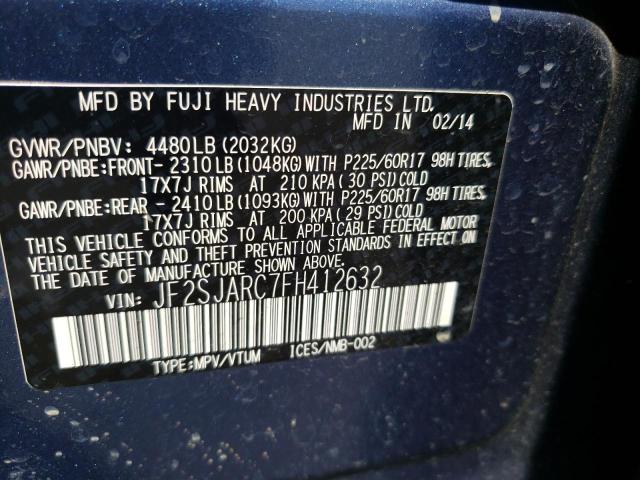 MFD BY FUJI HEAVY INDUSTRIES LTD.
MFD IN 02/14
GVWR/PNBV: 4480LB (2032KG)
GAWR/PNBE:FRONT- 2310LB (1048KG) WITH P225/60R17 98H TIRES,
17X7J RIMS AT 210 KPA ( 30 PSI) COLD
GAWR/PNBE:REAR - 2410LB (1093KG) WITH P225/60R17 98H TIRES,
17X7J RIMS AT 200 KPA ( 29 PSI) COLD
THIS VEHICLE CONFORMS TO ALL APPLICABLE FEDERAL MOTOR
VEHICLE SAFETY AND THEFT PREVENTION STANDARDS IN EFFECT ON
THE DATE OF MANUFACTURE SHOWN ABOVE.
VIN: JF2SJARC7FH412632
TYPE:MPV/VTUM ICES/NMB-002